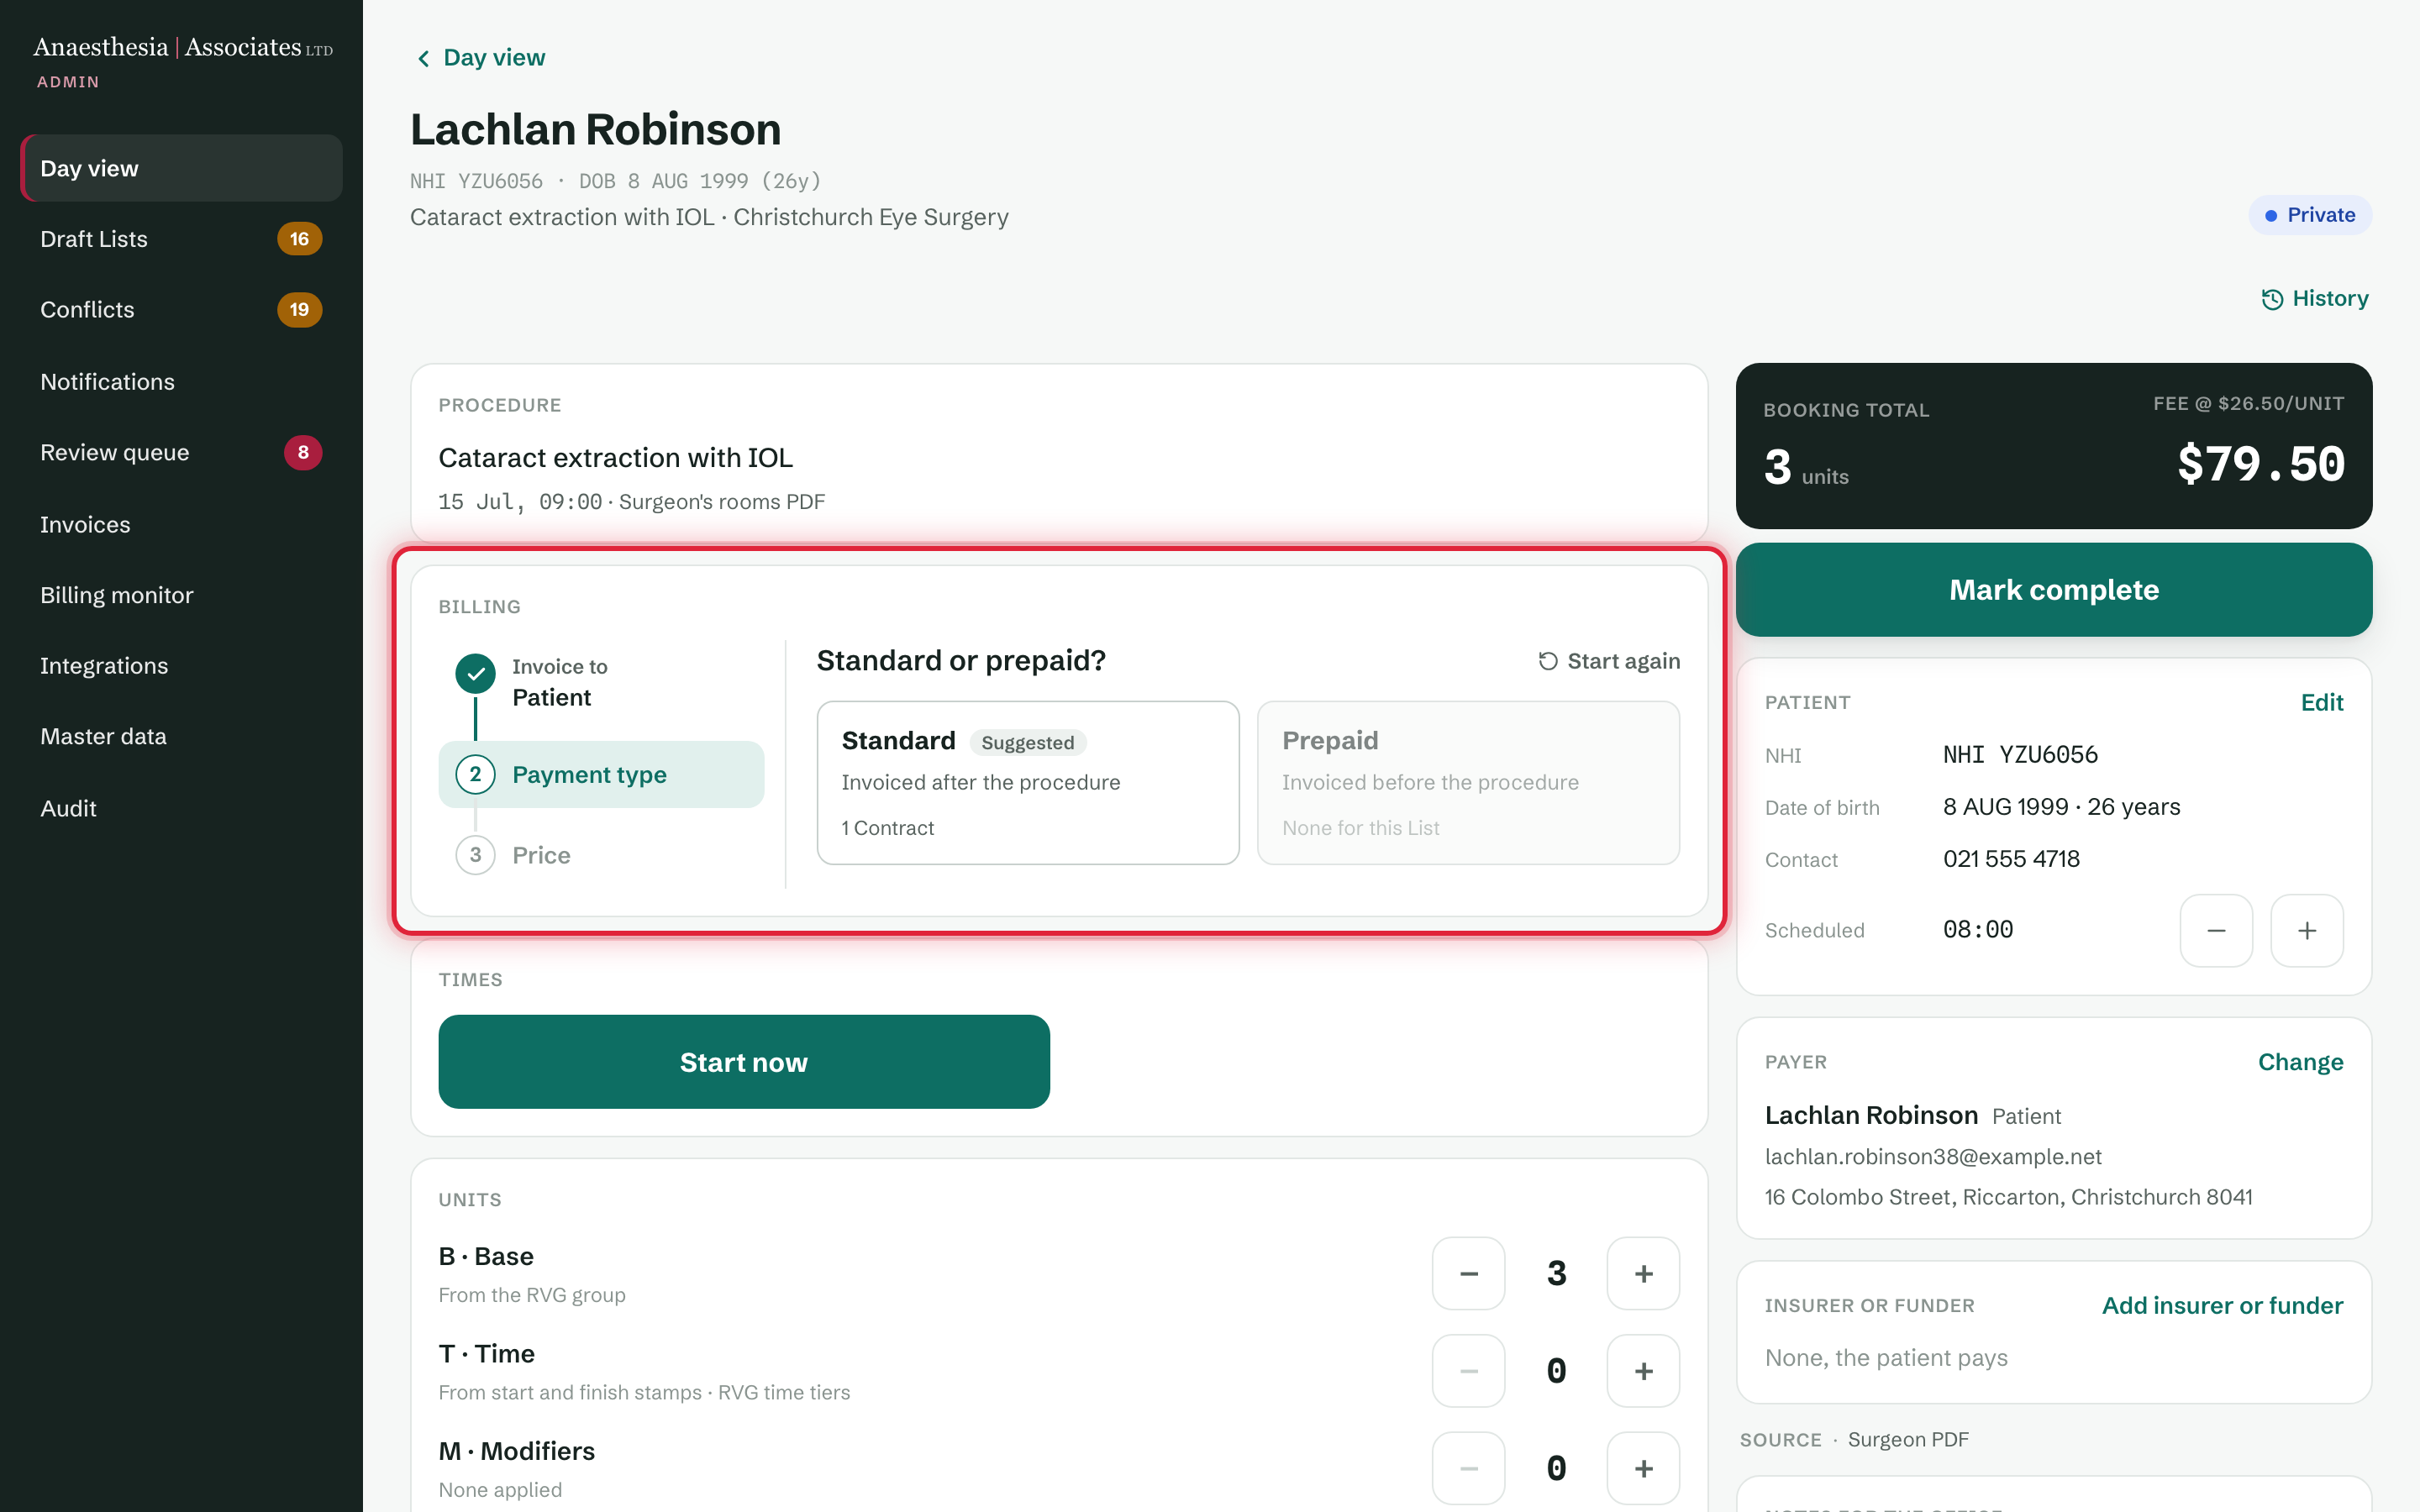 Anaesthesia | Associates LTD
ADMIN
Day view
Draft Lists 16
Conflicts 19
Notifications
Review queue 8
Invoices
Billing monitor
Integrations
Master data
Audit
Day view
Lachlan Robinson
NHI YZU6056 · DOB 8 AUG 1999 (26y)
Cataract extraction with IOL · Christchurch Eye Surgery
Private
History
PROCEDURE
Cataract extraction with IOL
15 Jul, 09:00 · Surgeon's rooms PDF
BILLING
Invoice to
Patient
2 Payment type
3 Price
Standard or prepaid?
Start again
Standard Suggested
Invoiced after the procedure
1 Contract
Prepaid
Invoiced before the procedure
None for this List
TIMES
Start now
UNITS
B · Base
From the RVG group
− 3 +
T · Time
From start and finish stamps · RVG time tiers
− 0 +
M · Modifiers
None applied
− 0 +
BOOKING TOTAL
FEE @ $26.50/UNIT
3 units
$79.50
Mark complete
PATIENT
Edit
NHI NHI YZU6056
Date of birth 8 AUG 1999 · 26 years
Contact 021 555 4718
Scheduled 08:00 − +
PAYER
Change
Lachlan Robinson Patient
lachlan.robinson38@example.net
16 Colombo Street, Riccarton, Christchurch 8041
INSURER OR FUNDER
Add insurer or funder
None, the patient pays
SOURCE · Surgeon PDF